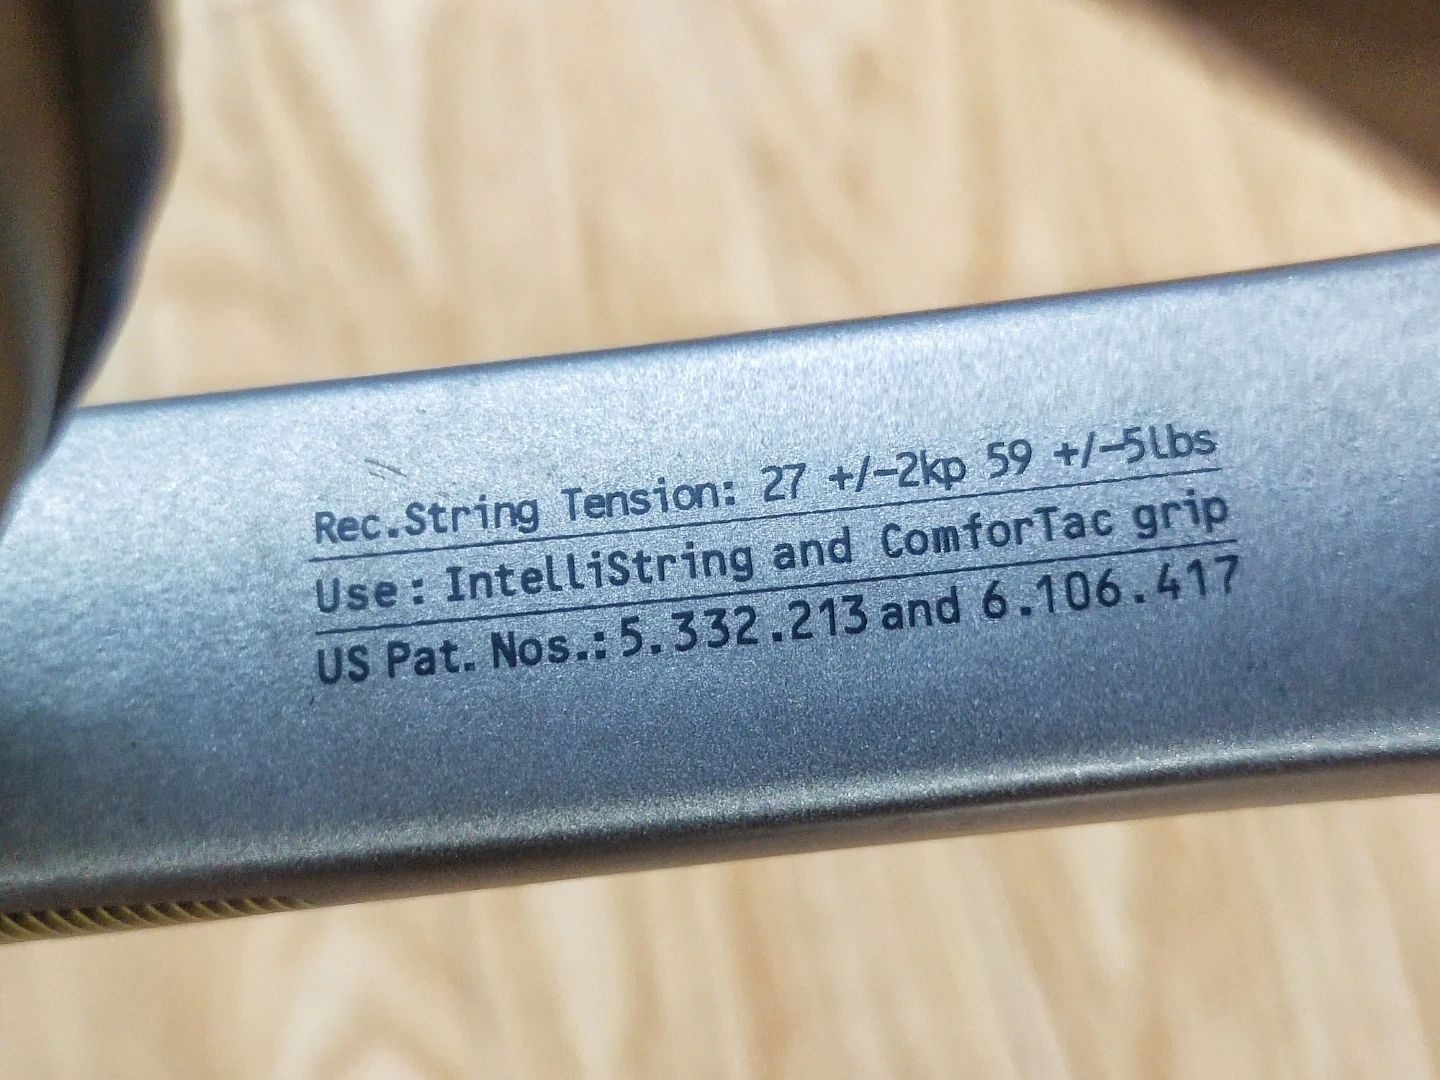 Rec.String Tension: 27 +/-2kp 59 +/-5lbs
Use: IntelliString and ComforTac grip
US Pat. Nos.: 5.332.213 and 6.106.417